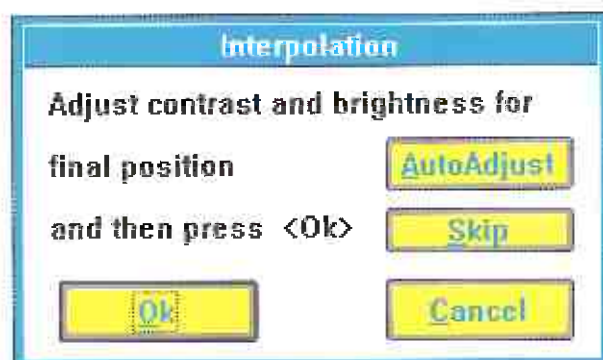 Interpolation
Adjust contrast and brightness for
final position
AutoAdjust
and then press <Ok>
Skip
Ok
Cancel